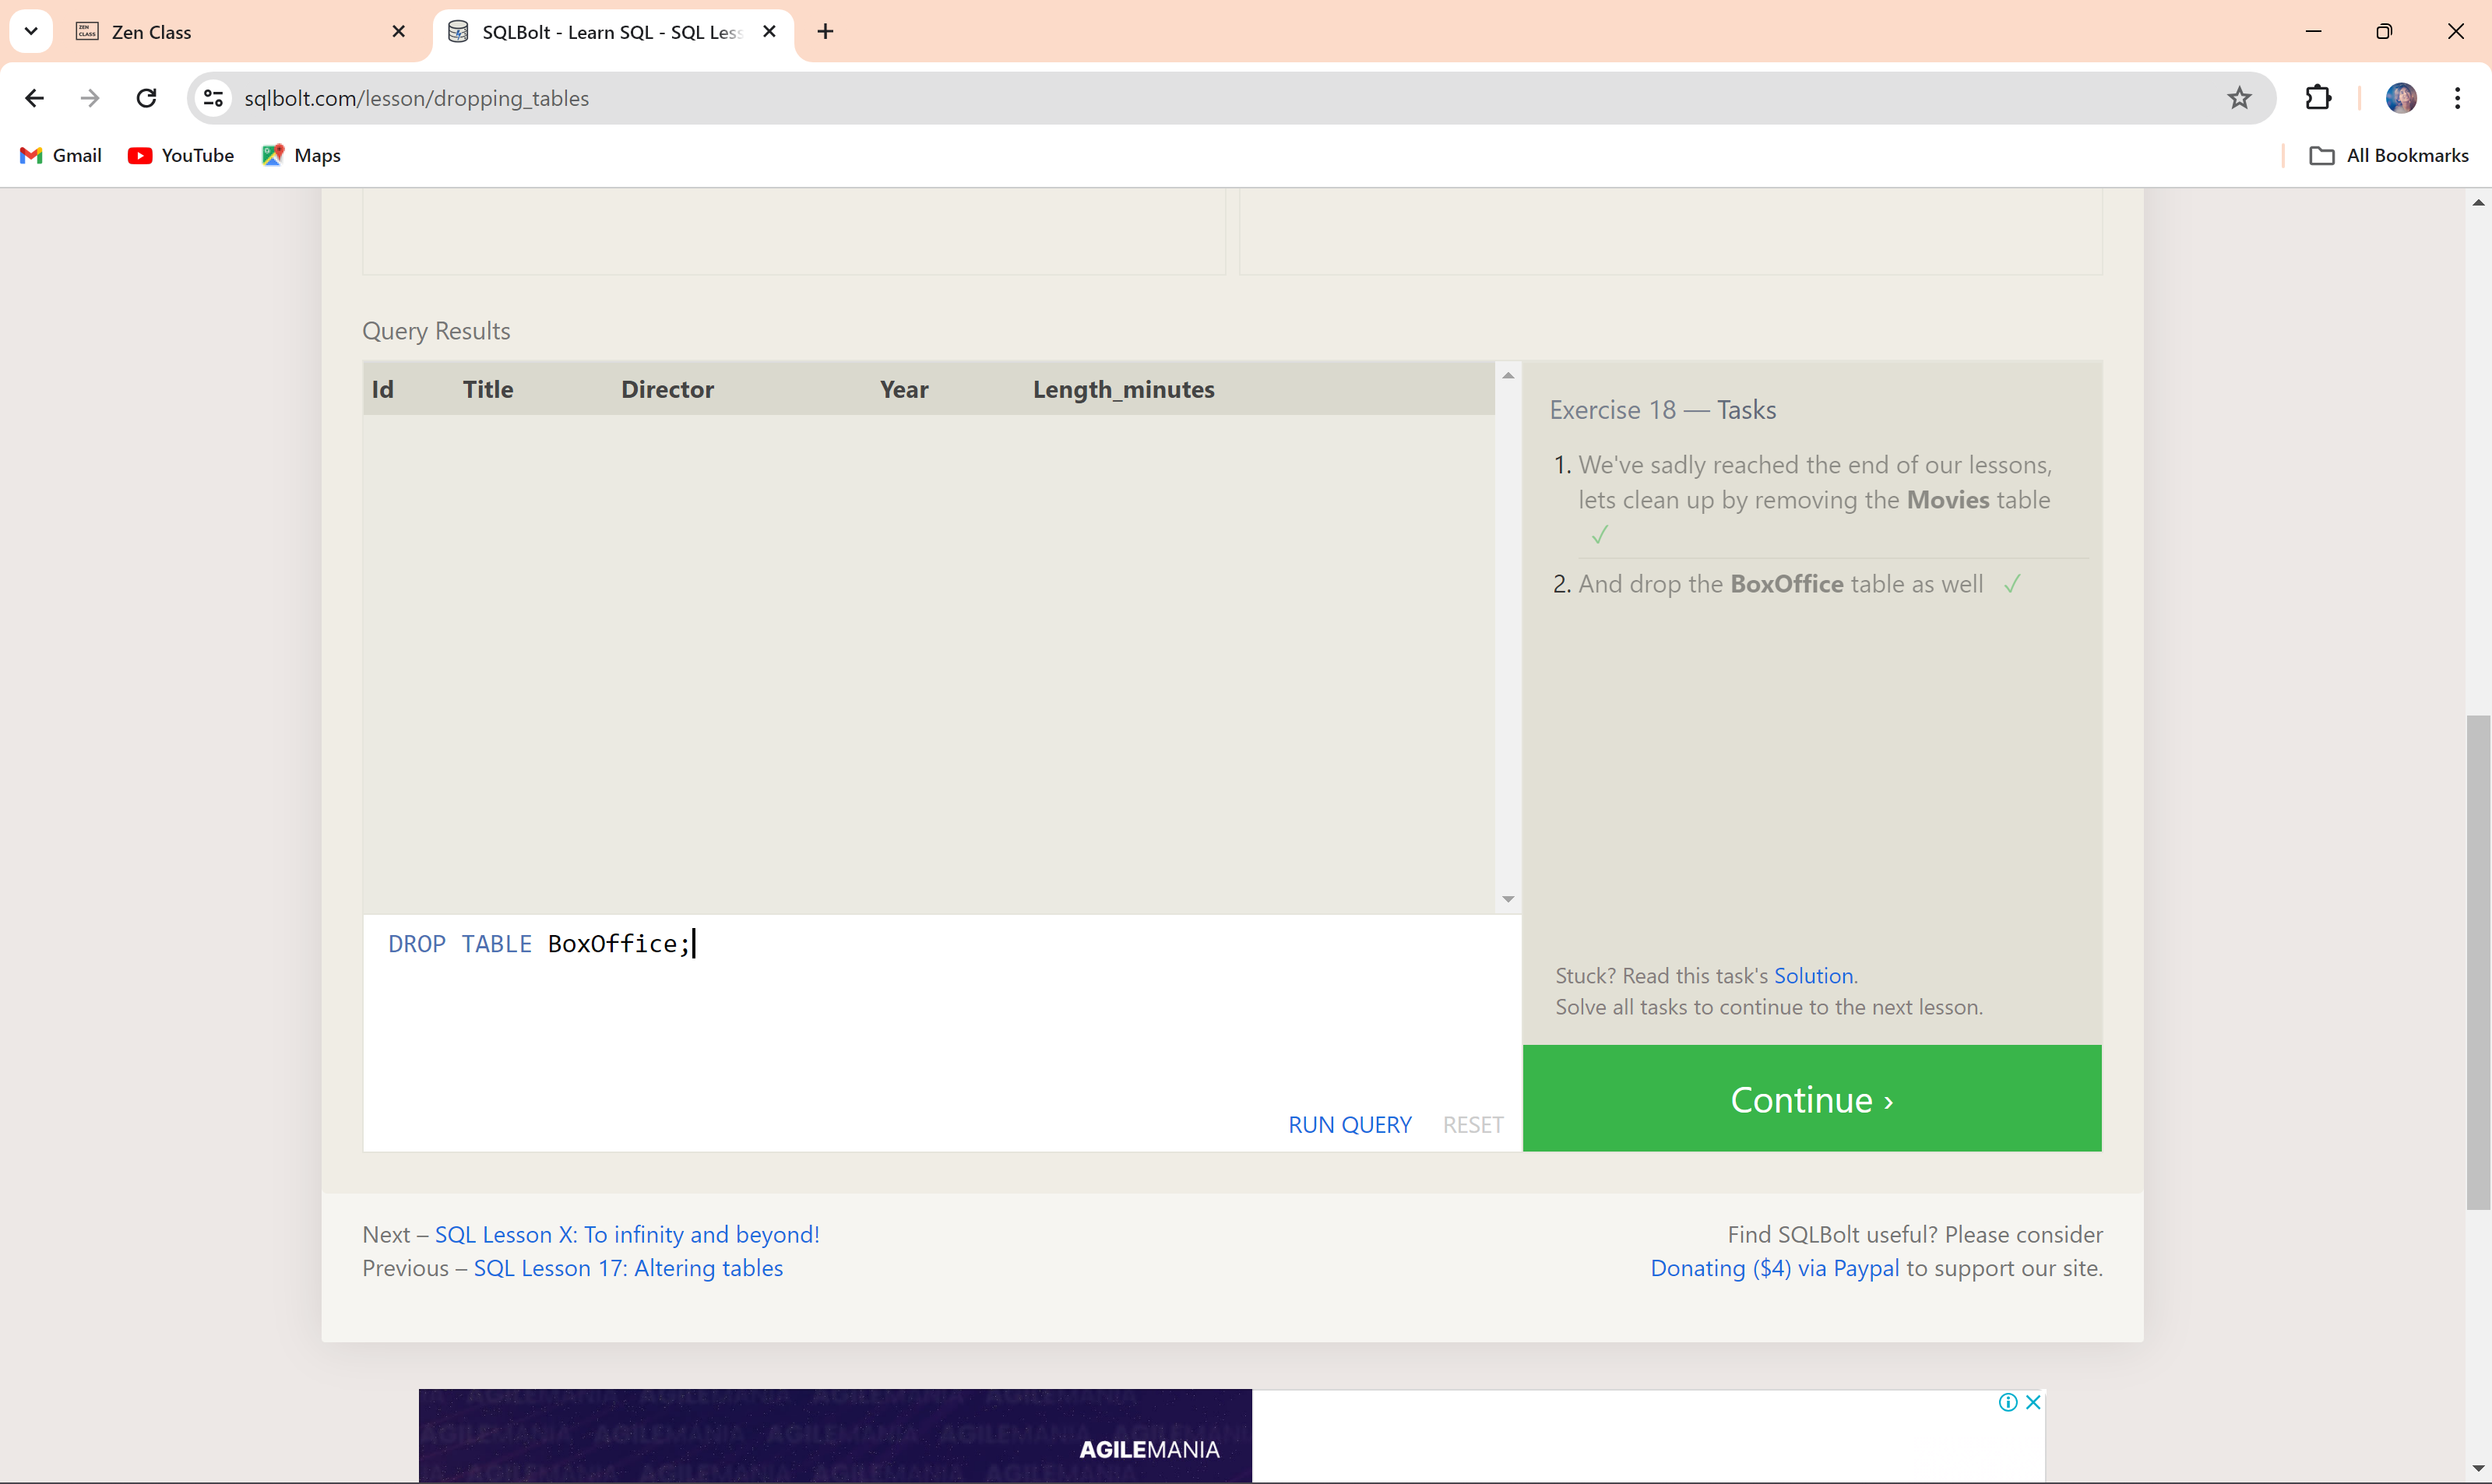 ZEN CLASS
Zen Class
SQLBolt - Learn SQL - SQL Les
sqlbolt.com/lesson/dropping_tables
Gmail
YouTube
Maps
All Bookmarks
Query Results
Id Title Director Year Length_minutes
Exercise 18 — Tasks
1. We've sadly reached the end of our lessons,
lets clean up by removing the Movies table
✓
2. And drop the BoxOffice table as well ✓
DROP TABLE BoxOffice;
RUN QUERY RESET
Stuck? Read this task's Solution.
Solve all tasks to continue to the next lesson.
Continue ›
Next – SQL Lesson X: To infinity and beyond!
Previous – SQL Lesson 17: Altering tables
Find SQLBolt useful? Please consider
Donating ($4) via Paypal to support our site.
AGILEMANIA